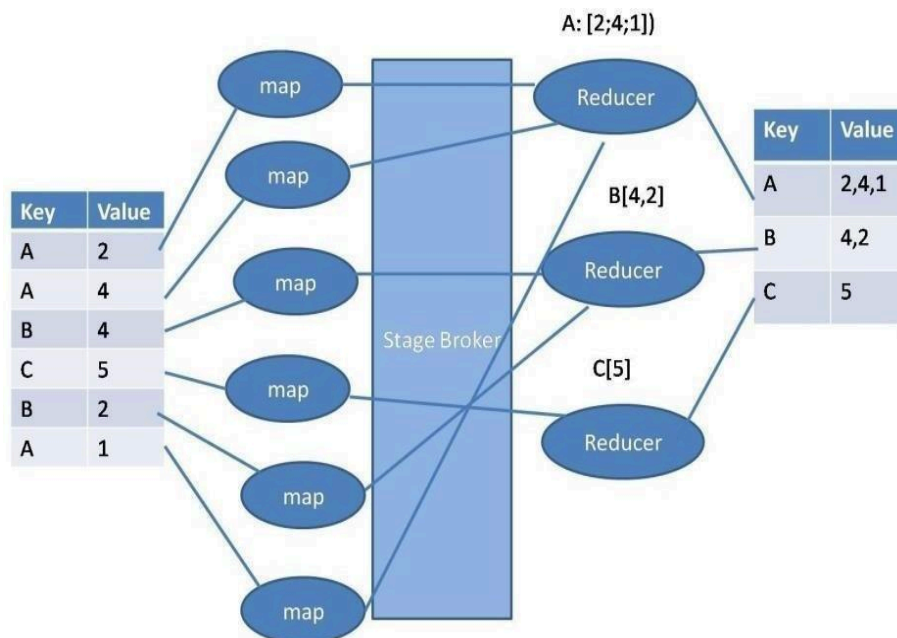 A: [2;4;1])
map
Reducer
Key Value
A 2,4,1
B 4,2
C 5
map
B[4,2]
Key Value
A 2
A 4
B 4
C 5
B 2
A 1
map
Reducer
Stage Broker
C[5]
map
Reducer
map
map